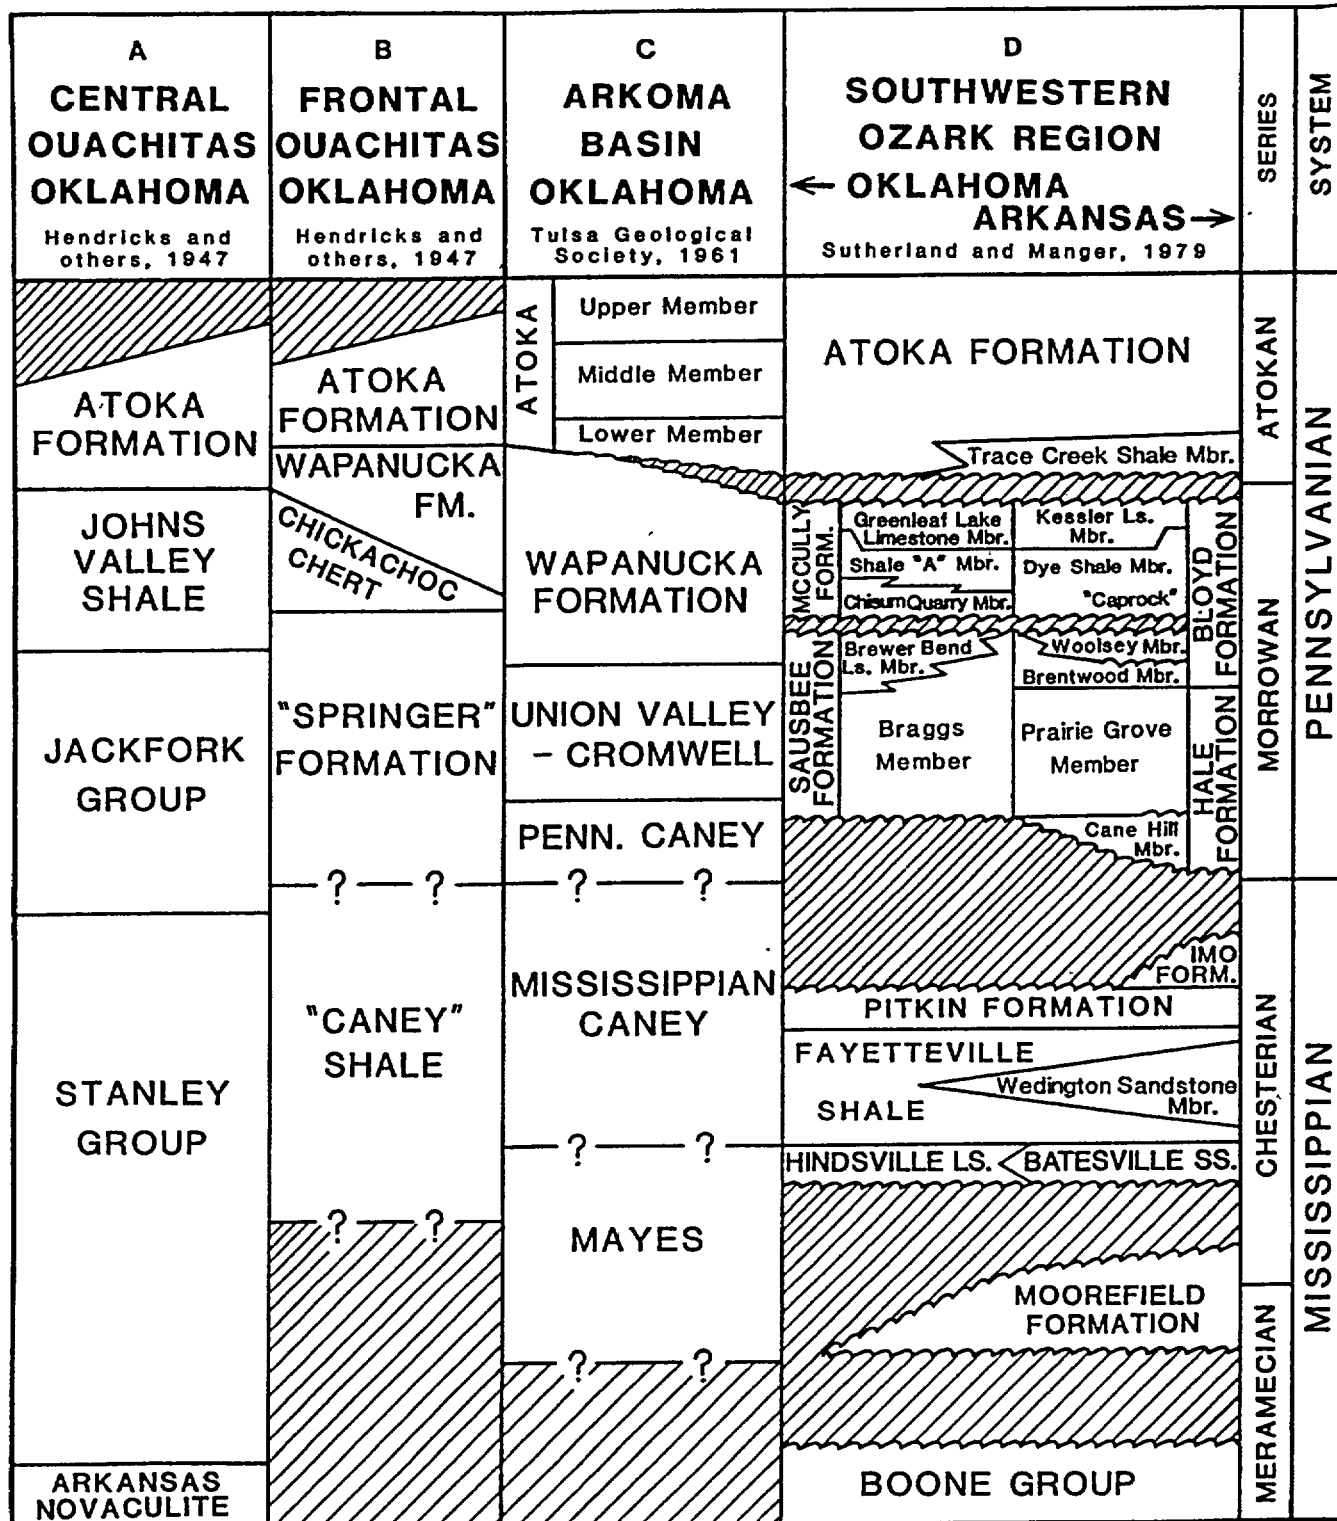 A
CENTRAL
OUACHITAS
OKLAHOMA
Hendricks and
others, 1947
B
FRONTAL
OUACHITAS
OKLAHOMA
Hendricks and
others, 1947
C
ARKOMA
BASIN
OKLAHOMA
Tulsa Geological
Society, 1961
D
SOUTHWESTERN
OZARK REGION
← OKLAHOMA
ARKANSAS →
Sutherland and Manger, 1979
SERIES
SYSTEM
ATOKA
FORMATION
JOHNS
VALLEY
SHALE
JACKFORK
GROUP
STANLEY
GROUP
ARKANSAS
NOVACULITE
ATOKA
FORMATION
WAPANUCKA
FM.
CHICKACHOC
CHERT
"SPRINGER"
FORMATION
? ?
"CANEY"
SHALE
? ?
ATOKA
Upper Member
Middle Member
Lower Member
WAPANUCKA
FORMATION
UNION VALLEY
- CROMWELL
PENN. CANEY
? ?
MISSISSIPPIAN
CANEY
? ?
MAYES
? ?
ATOKA FORMATION
Trace Creek Shale Mbr.
MCCULLY
FORM.
Greenleaf Lake
Limestone Mbr.
Shale "A" Mbr.
Chisum Quarry Mbr.
Kessler Ls.
Mbr.
Dye Shale Mbr.
"Caprock"
BLOYD
FORMATION
SAUSBEE
FORMATION
Brewer Bend
Ls. Mbr.
Braggs
Member
Woolsey Mbr.
Brentwood Mbr.
Prairie Grove
Member
Cane Hill
Mbr.
HALE
FORMATION
IMO
FORM.
PITKIN FORMATION
FAYETTEVILLE
SHALE
Wedington Sandstone
Mbr.
HINDSVILLE LS.
BATESVILLE SS.
MOOREFIELD
FORMATION
BOONE GROUP
ATOKAN
MORROWAN
CHESTERIAN
MERAMECIAN
PENNSYLVANIAN
MISSISSIPPIAN